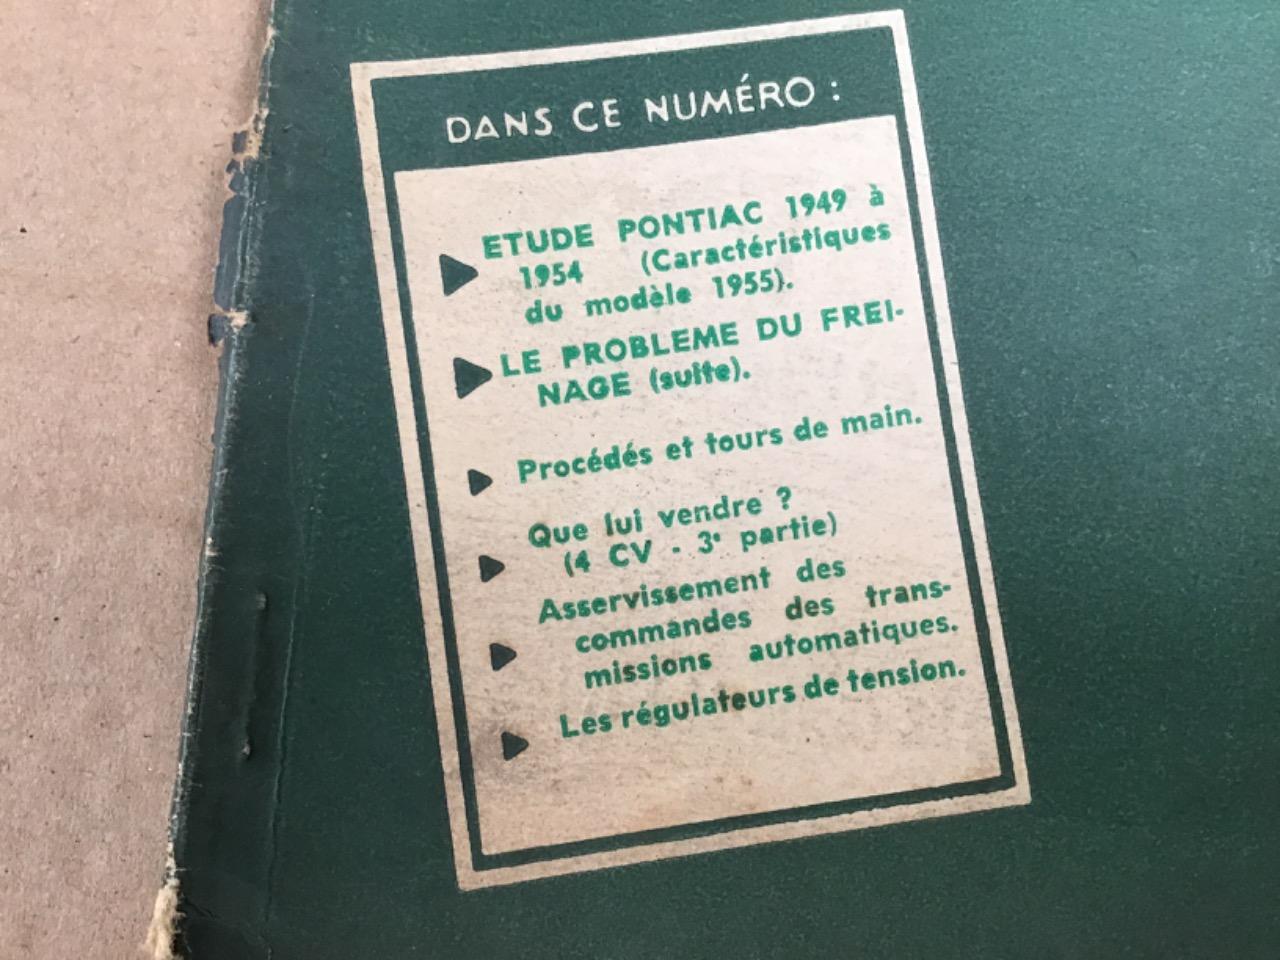 DANS CE NUMÉRO :
ETUDE PONTIAC 1949 à
1954 (Caractéristiques
du modèle 1955).
LE PROBLEME DU FREI-
NAGE (suite).
Procédés et tours de main.
Que lui vendre ?
(4 CV - 3e partie)
Asservissement des
commandes des trans-
missions automatiques.
Les régulateurs de tension.